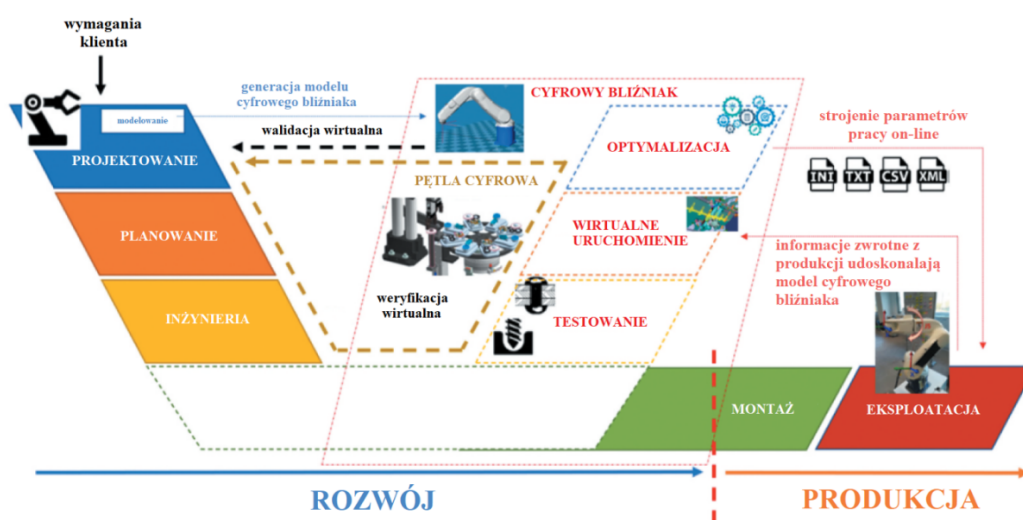 wymagania
klienta
modelowanie
PROJEKTOWANIE
PLANOWANIE
INŻYNIERIA
generacja modelu
cyfrowego bliźniaka
walidacja wirtualna
PĘTLA CYFROWA
weryfikacja
wirtualna
CYFROWY BLIŹNIAK
OPTYMALIZACJA
WIRTUALNE
URUCHOMIENIE
TESTOWANIE
strojenie parametrów
pracy on-line
INI TXT CSV XML
informacje zwrotne z
produkcji udoskonalają
model cyfrowego
bliźniaka
MONTAŻ
EKSPLOATACJA
ROZWÓJ
PRODUKCJA